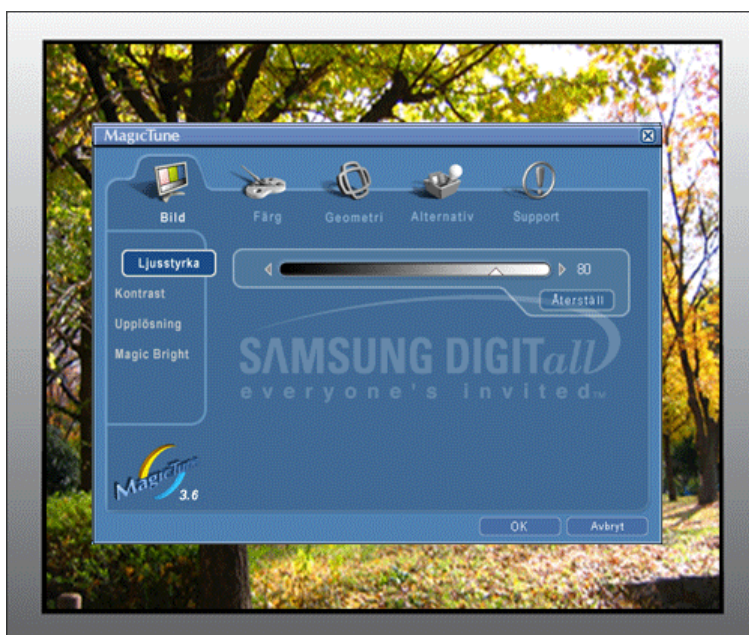 MagicTune
Bild
Färg
Geometri
Alternativ
Support
Ljusstyrka
80
Återställ
Kontrast
Upplösning
Magic Bright
SAMSUNG DIGITall
everyone's invited™
MagicTune
3.6
OK
Avbryt